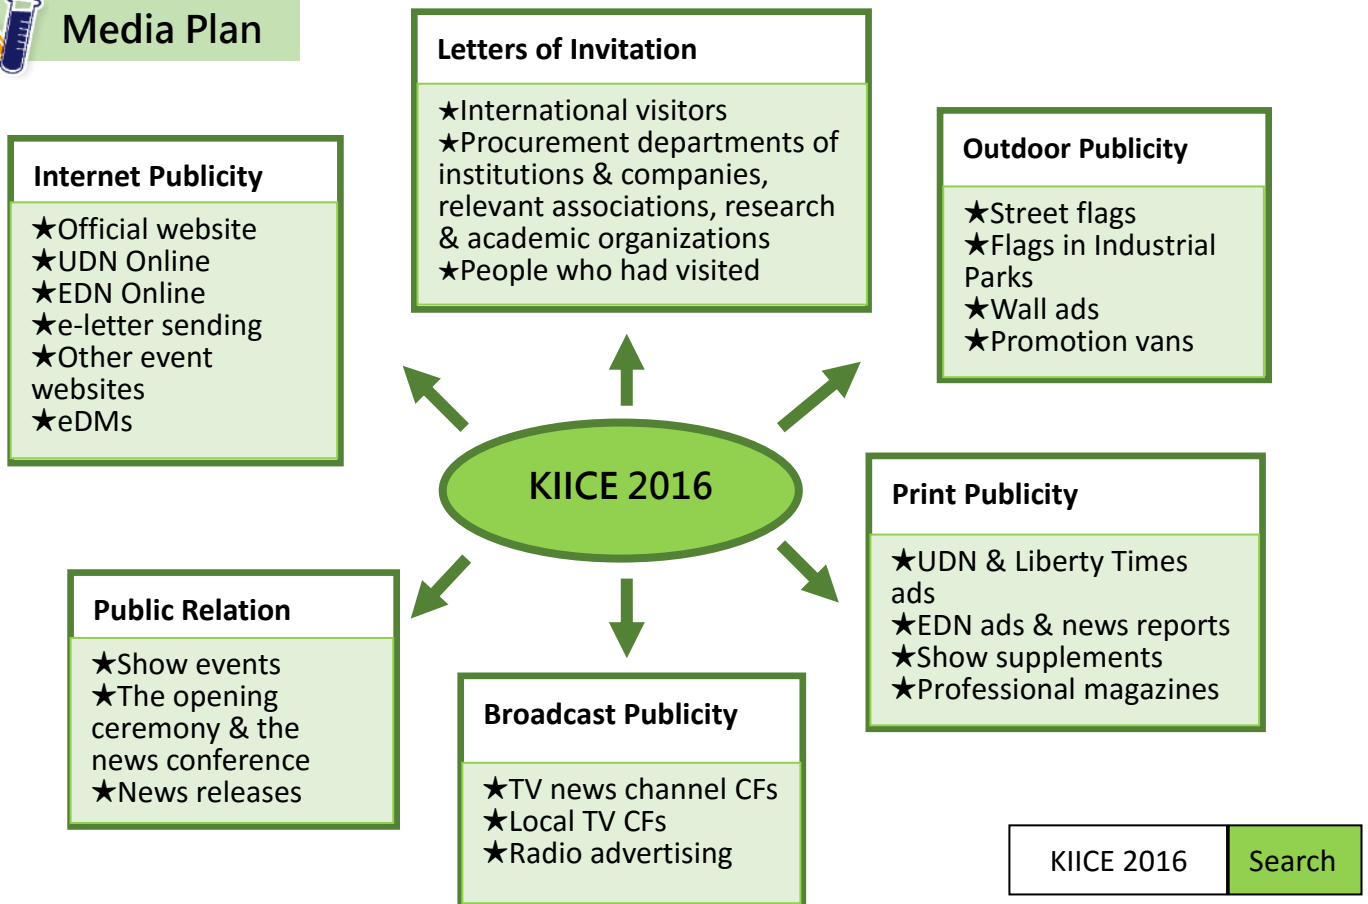 Media Plan
Letters of Invitation
★International visitors
★Procurement departments of
institutions & companies,
relevant associations, research
& academic organizations
★People who had visited
Internet Publicity
★Official website
★UDN Online
★EDN Online
★e-letter sending
★Other event
websites
★eDMs
Outdoor Publicity
★Street flags
★Flags in Industrial
Parks
★Wall ads
★Promotion vans
KIICE 2016
Print Publicity
★UDN & Liberty Times
ads
★EDN ads & news reports
★Show supplements
★Professional magazines
Public Relation
★Show events
★The opening
ceremony & the
news conference
★News releases
Broadcast Publicity
★TV news channel CFs
★Local TV CFs
★Radio advertising
KIICE 2016
Search